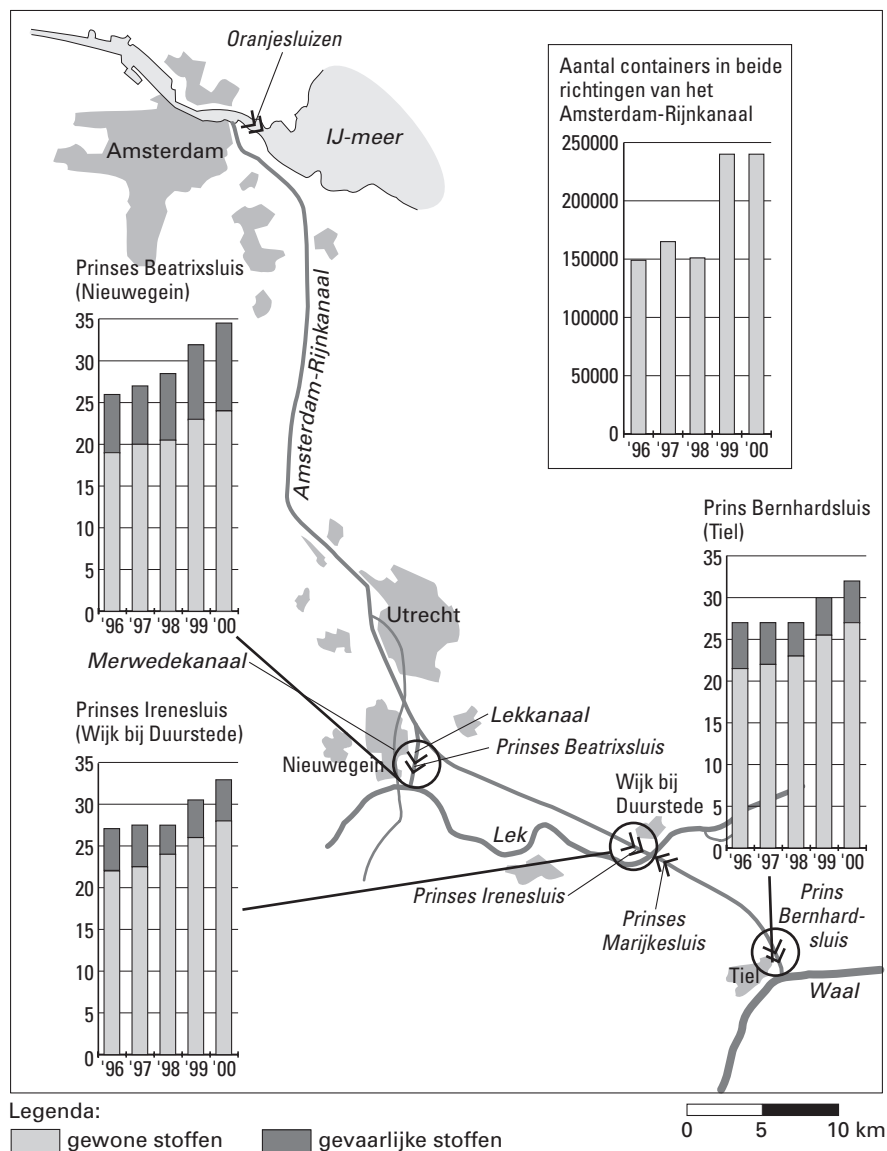 Oranjesluizen
IJ-meer
Amsterdam
Amsterdam-Rijnkanaal
Aantal containers in beide
richtingen van het
Amsterdam-Rijnkanaal
250000
200000
150000
100000
50000
0
'96 '97 '98 '99 '00
Prinses Beatrixsluis
(Nieuwegein)
35
30
25
20
15
10
5
0
'96 '97 '98 '99 '00
Prins Bernhardsluis
(Tiel)
35
30
25
20
15
10
5
0
'96 '97 '98 '99 '00
Utrecht
Merwedekanaal
Prinses Irenesluis
(Wijk bij Duurstede)
35
30
25
20
15
10
5
0
'96 '97 '98 '99 '00
Lekkanaal
Prinses Beatrixsluis
Nieuwegein
Wijk bij
Duurstede
Lek
Prinses Irenesluis
Prinses
Marijkesluis
Prins
Bernhard-
sluis
Tiel
Waal
Legenda:
gewone stoffen
gevaarlijke stoffen
0 5 10 km